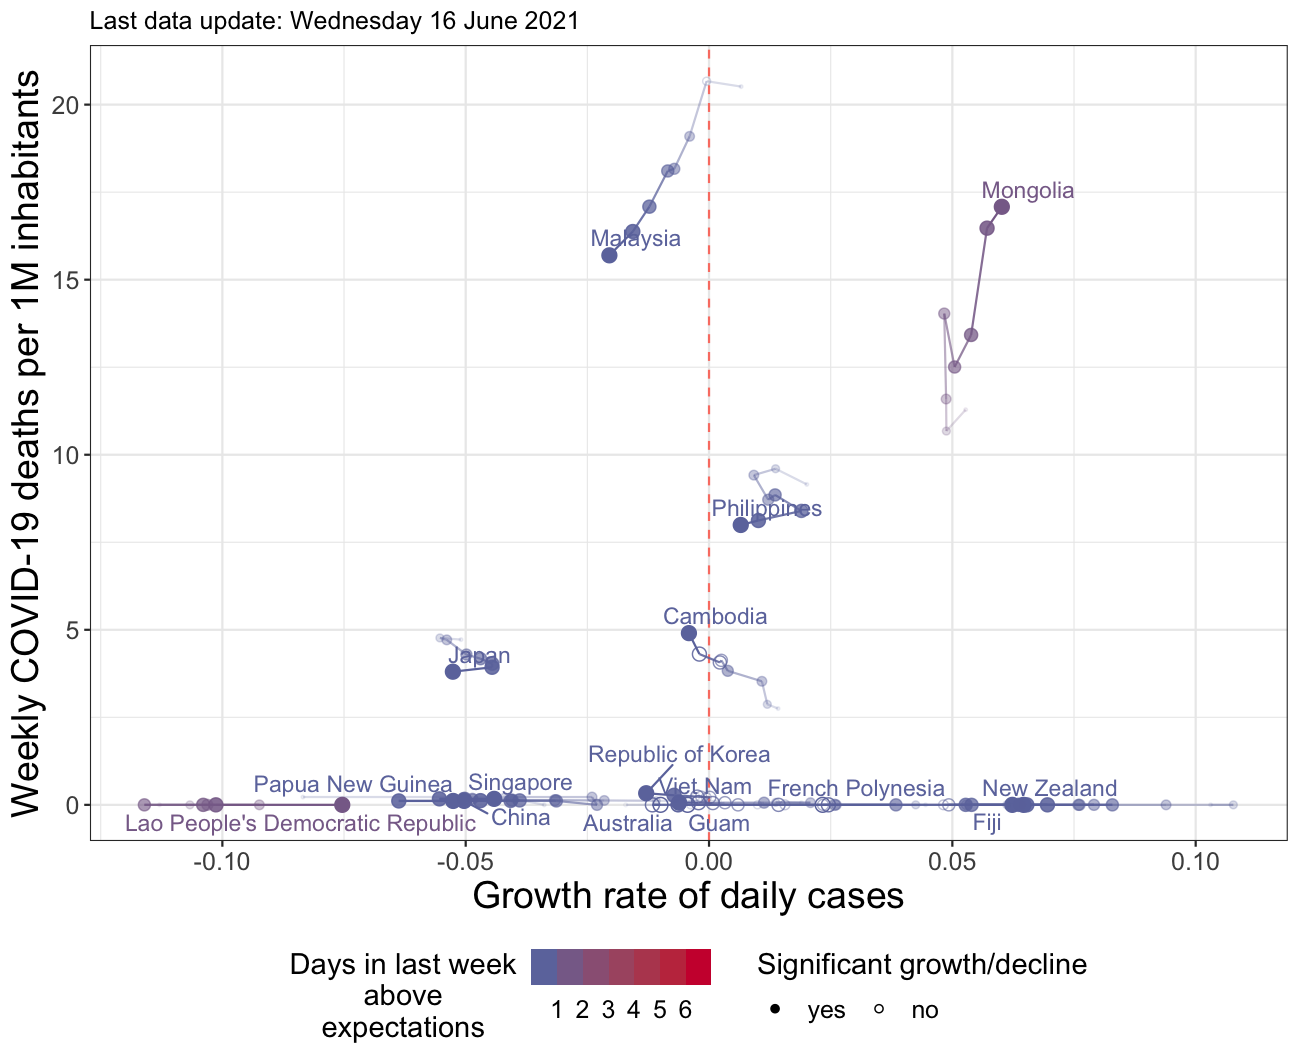 Last data update: Wednesday 16 June 2021
Weekly COVID-19 deaths per 1M inhabitants
20
15
10
5
0
Mongolia
Malaysia
Philippines
Cambodia
Japan
Republic of Korea
Papua New Guinea
Singapore
Viet Nam
French Polynesia
New Zealand
Lao People's Democratic Republic
China
Australia
Guam
Fiji
-0.10
-0.05
0.00
0.05
0.10
Growth rate of daily cases
Days in last week
above
expectations
1 2 3 4 5 6
Significant growth/decline
yes
no